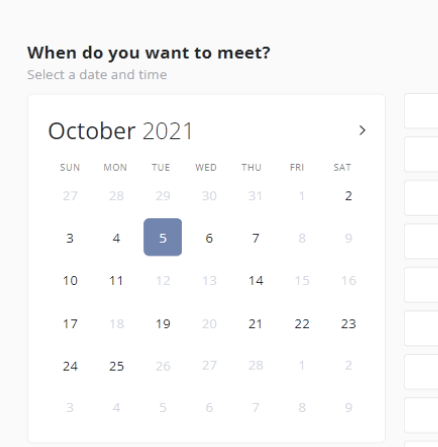 When do you want to meet?
Select a date and time
October 2021
SUN MON TUE WED THU FRI SAT
27 28 29 30 31 1 2
3 4 5 6 7 8 9
10 11 12 13 14 15 16
17 18 19 20 21 22 23
24 25 26 27 28 1 2
3 4 5 6 7 8 9